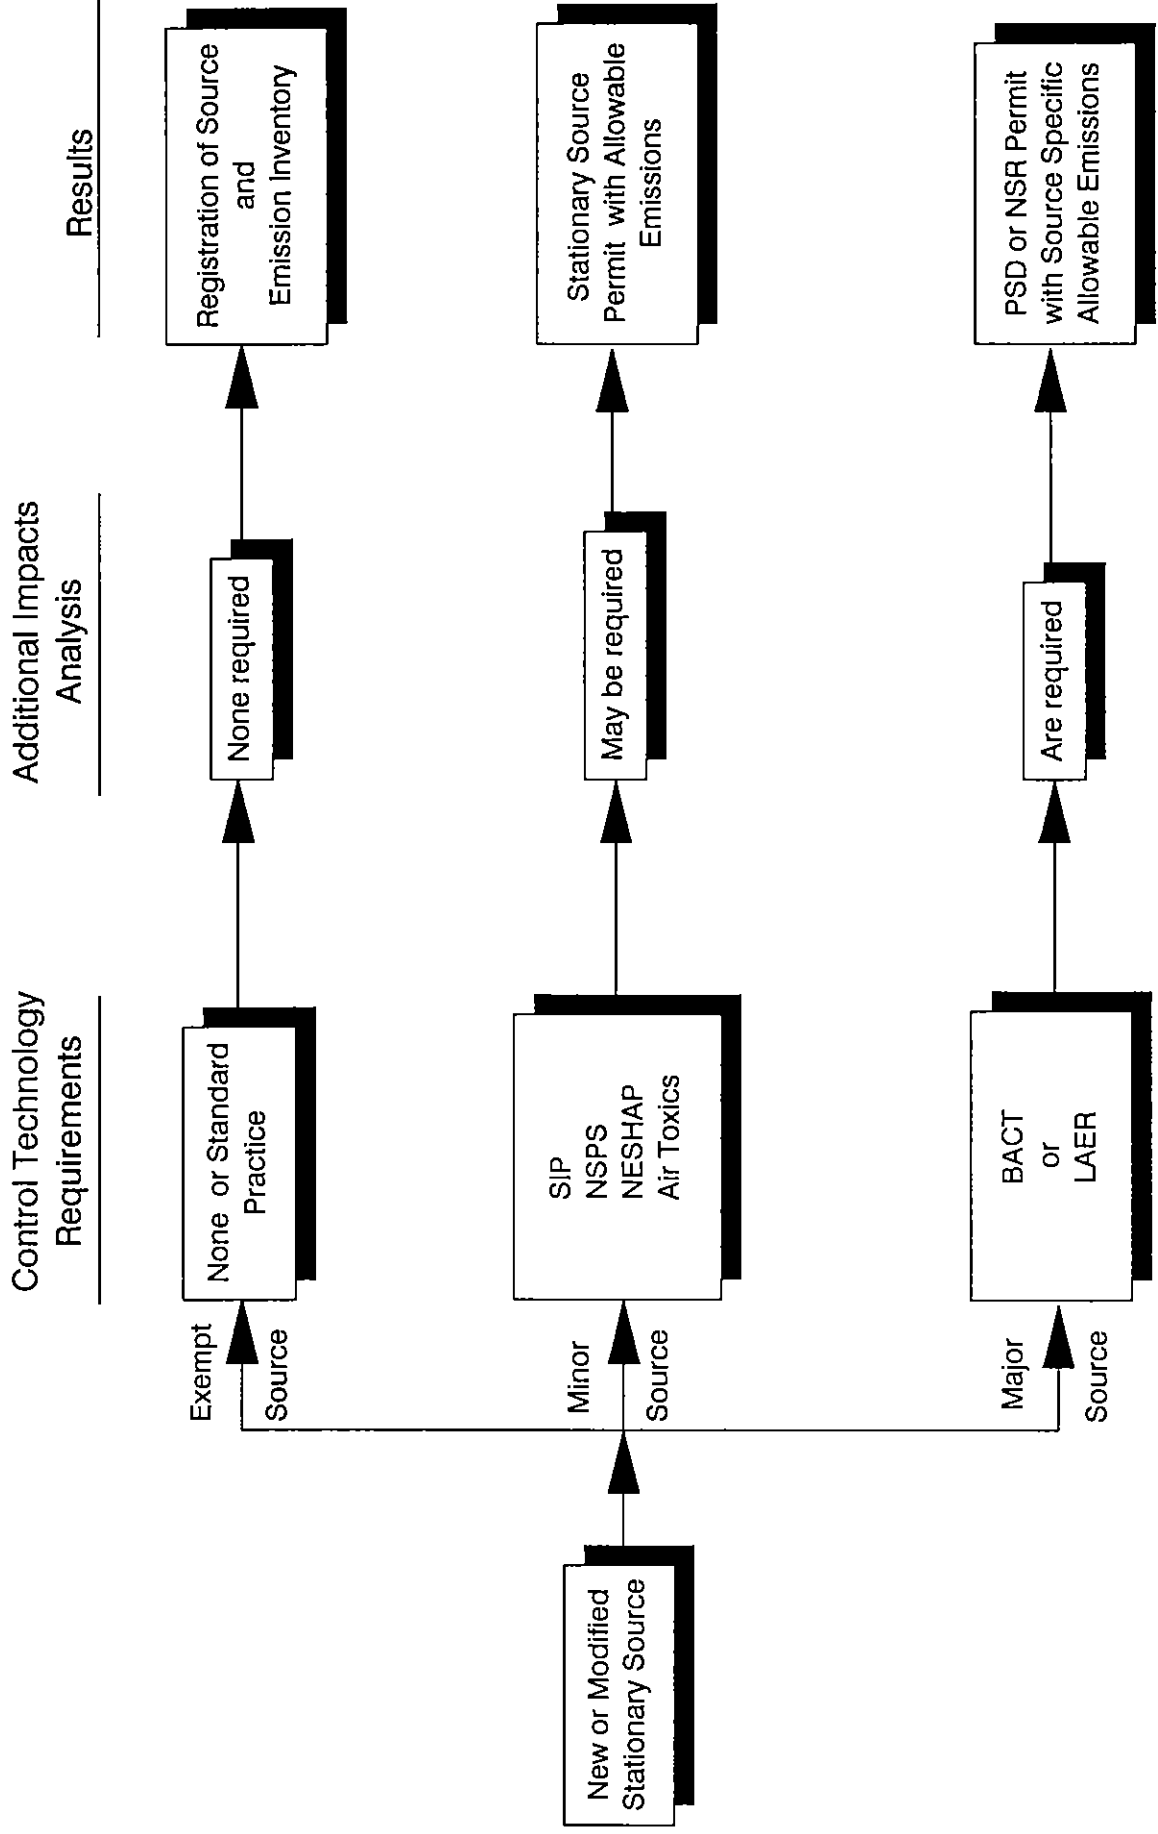 Control Technology
Requirements
Additional Impacts
Analysis
Results
New or Modified
Stationary Source
Exempt
Source
None or Standard
Practice
None required
Registration of Source
and
Emission Inventory
Minor
Source
SIP
NSPS
NESHAP
Air Toxics
May be required
Stationary Source
Permit with Allowable
Emissions
Major
Source
BACT
or
LAER
Are required
PSD or NSR Permit
with Source Specific
Allowable Emissions